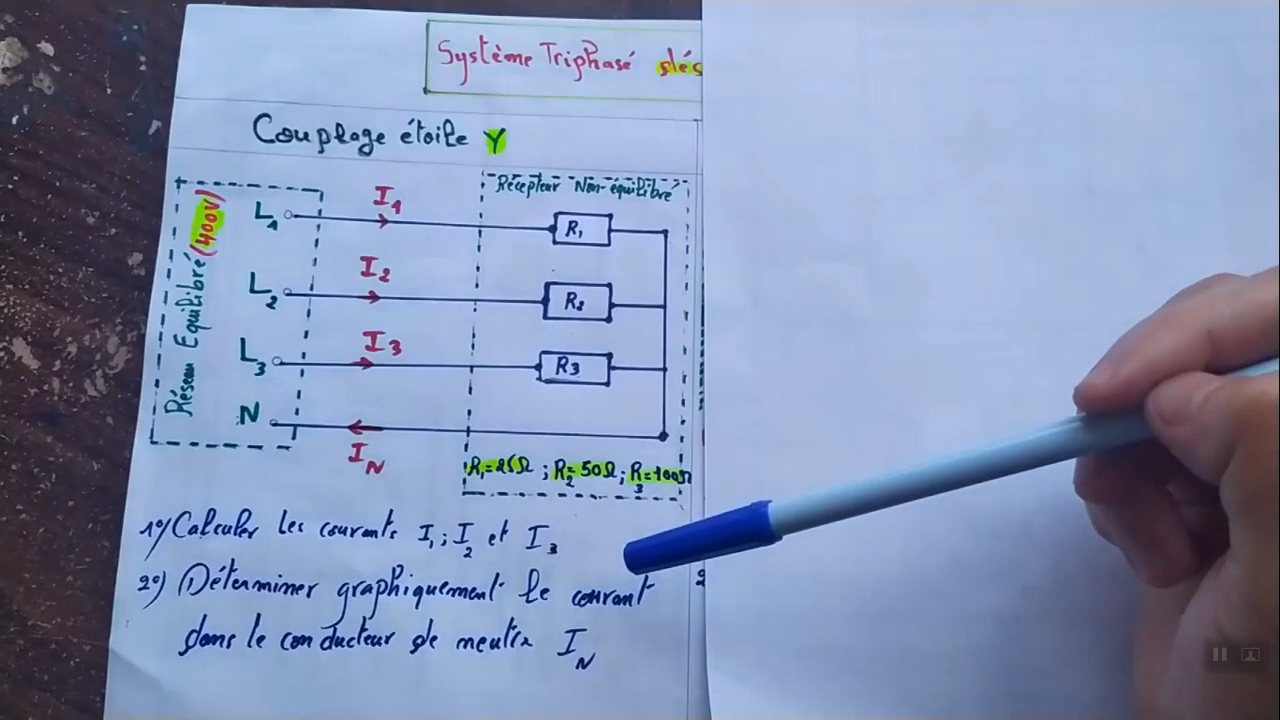 Système Triphasé dés
Couplage étoile Y
Récepteur Non-équilibré
Réseau Equilibré (400V)
L1
I1
R1
L2
I2
R2
L3
I3
R3
N
IN
R1=25Ω ; R2=50Ω ; R3=100Ω
1°/ Calculer les courants I1 ; I2 et I3
2°) Déterminer graphiquement le courant
dans le conducteur de neutre IN
2